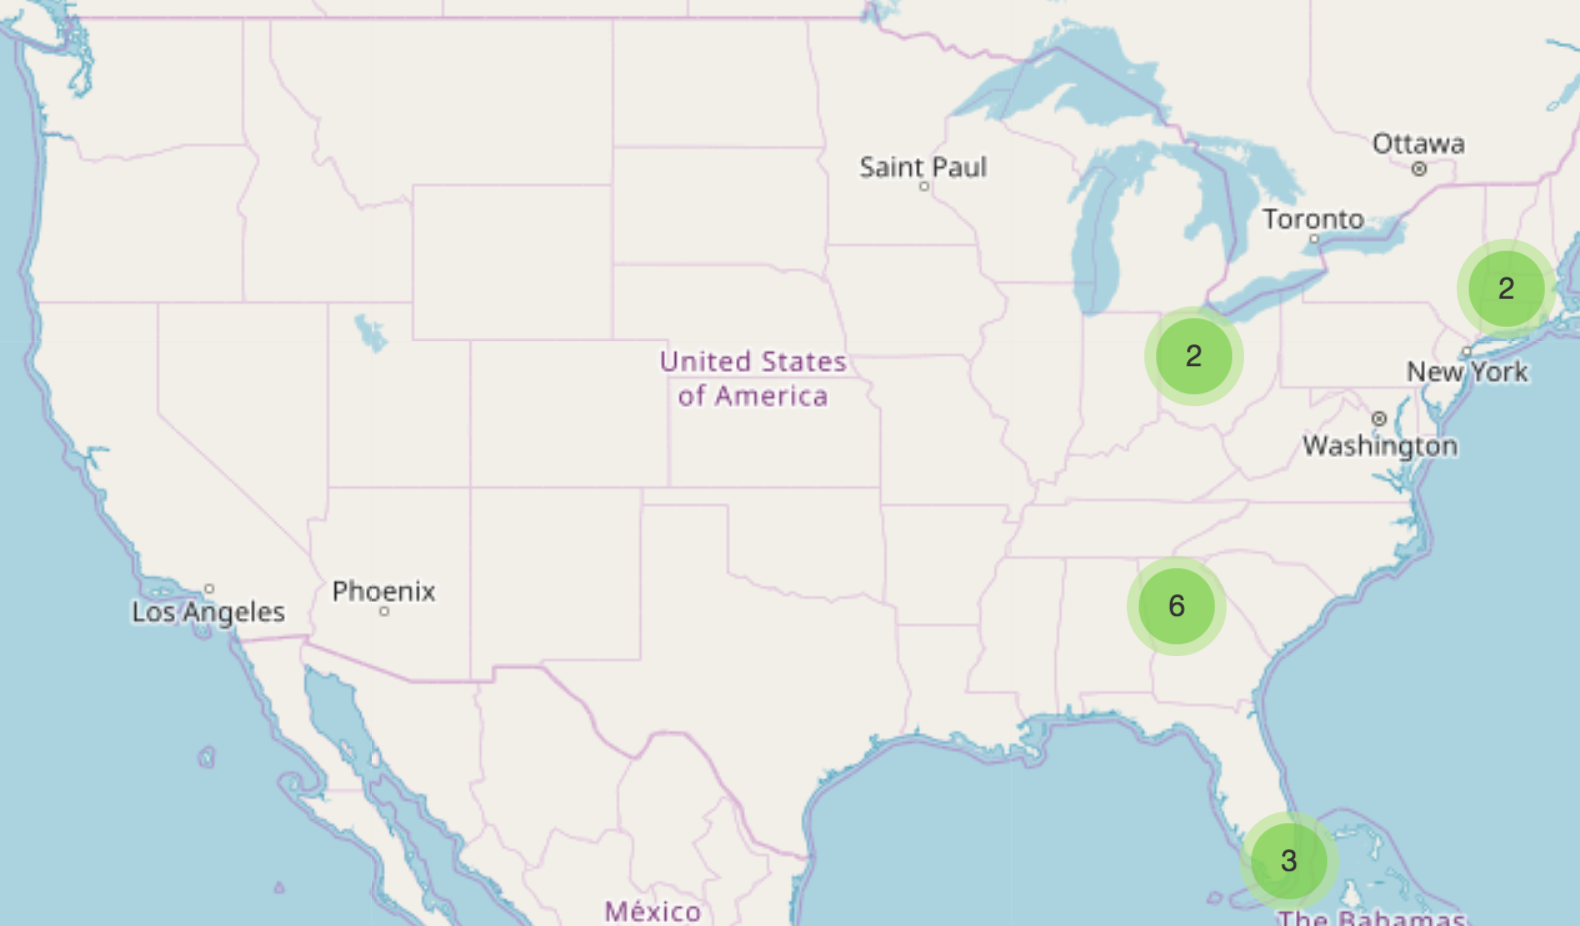 Ottawa
Saint Paul
Toronto
2
2
New York
United States
of America
Washington
Phoenix
Los Angeles
6
3
México
The Bahamas